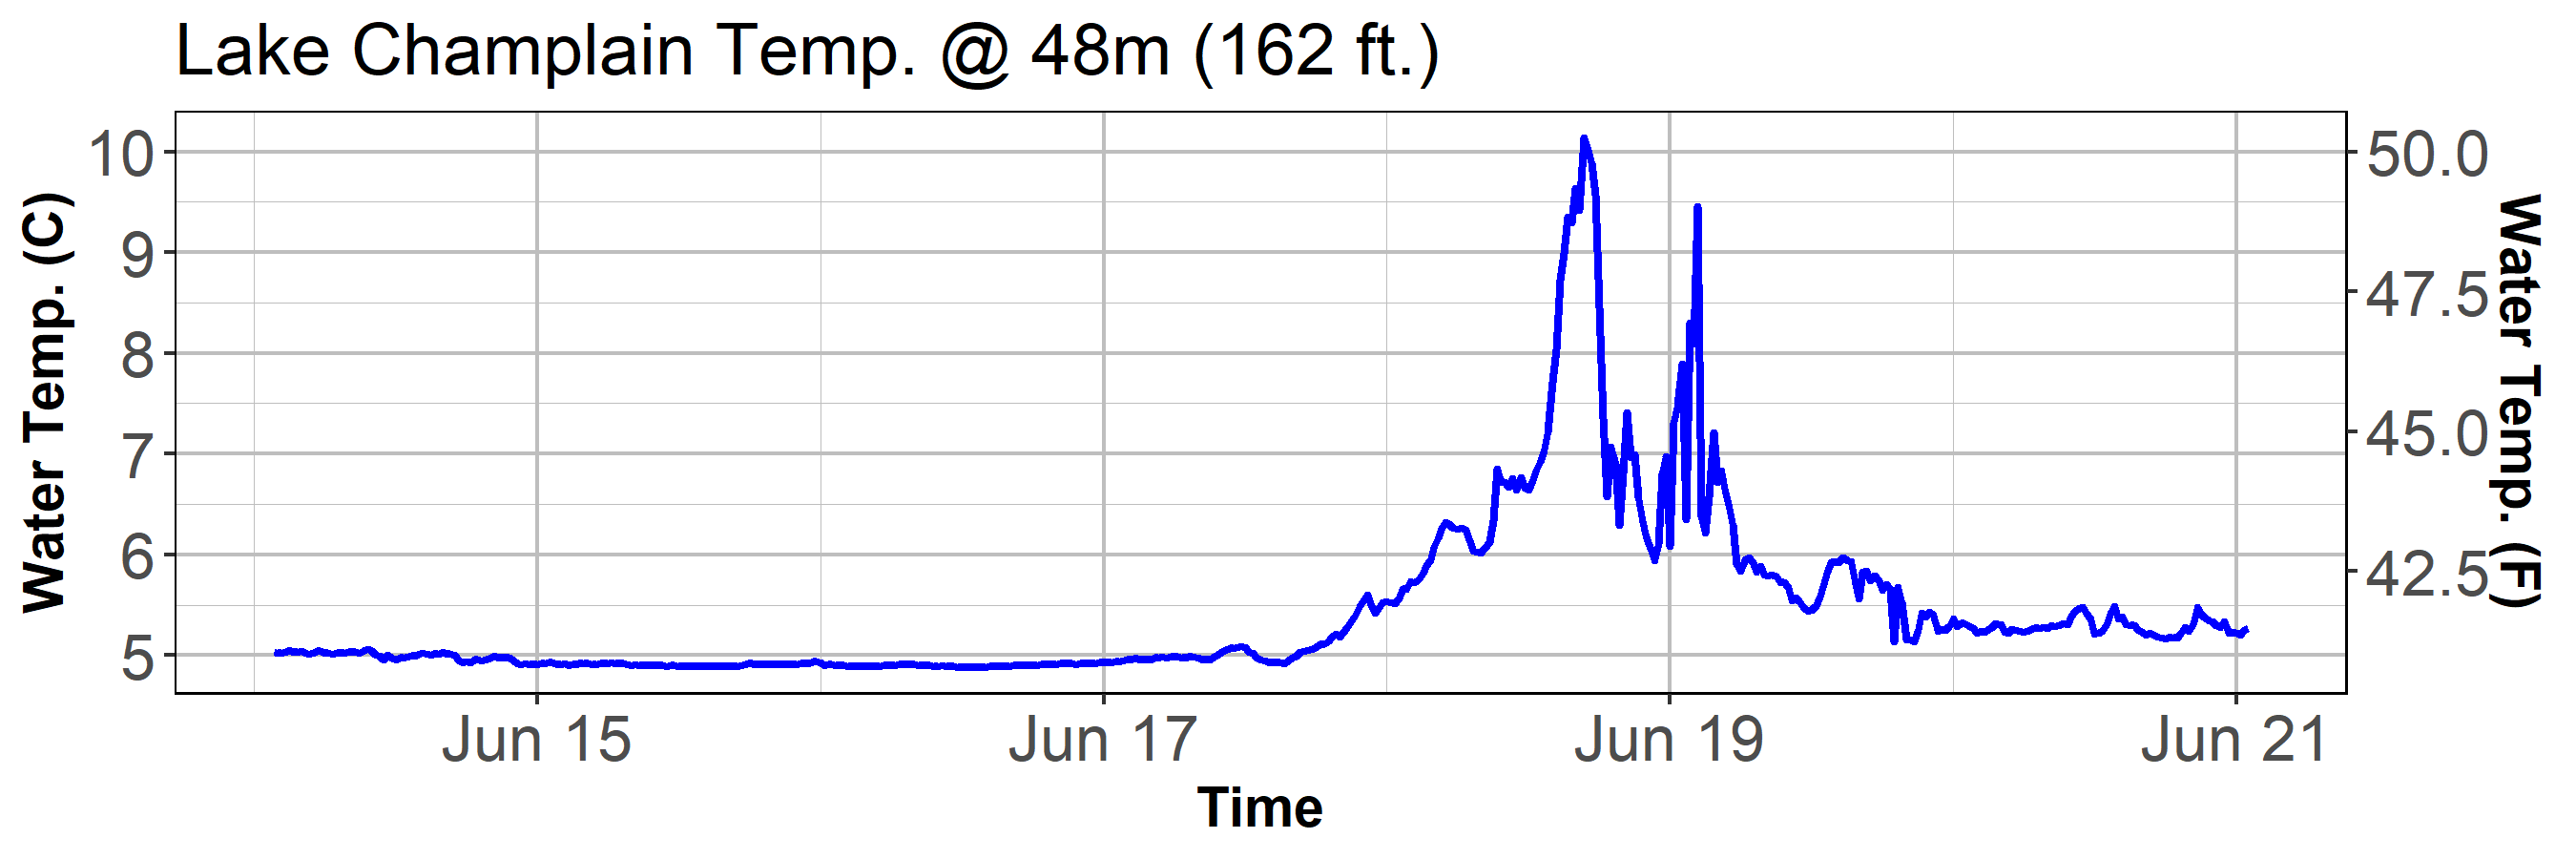 Lake Champlain Temp. @ 48m (162 ft.)
Water Temp. (C)
10
9
8
7
6
5
50.0
47.5
45.0
42.5
Water Temp. (F)
Jun 15
Jun 17
Jun 19
Jun 21
Time